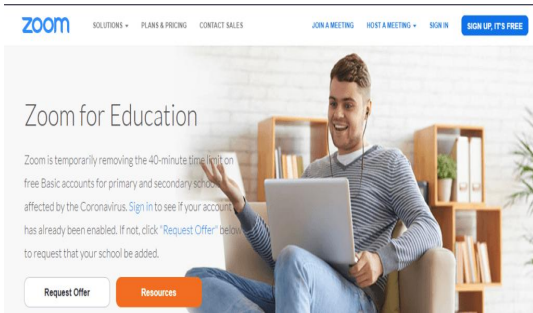 zoom SOLUTIONS PLANS & PRICING CONTACT SALES JOIN A MEETING HOST A MEETING SIGN IN SIGN UP, IT'S FREE
Zoom for Education
Zoom is temporarily removing the 40-minute time limit on
free Basic accounts for primary and secondary schools
affected by the Coronavirus. Sign in to see if your account
has already been enabled. If not, click "Request Offer" below
to request that your school be added.
Request Offer Resources